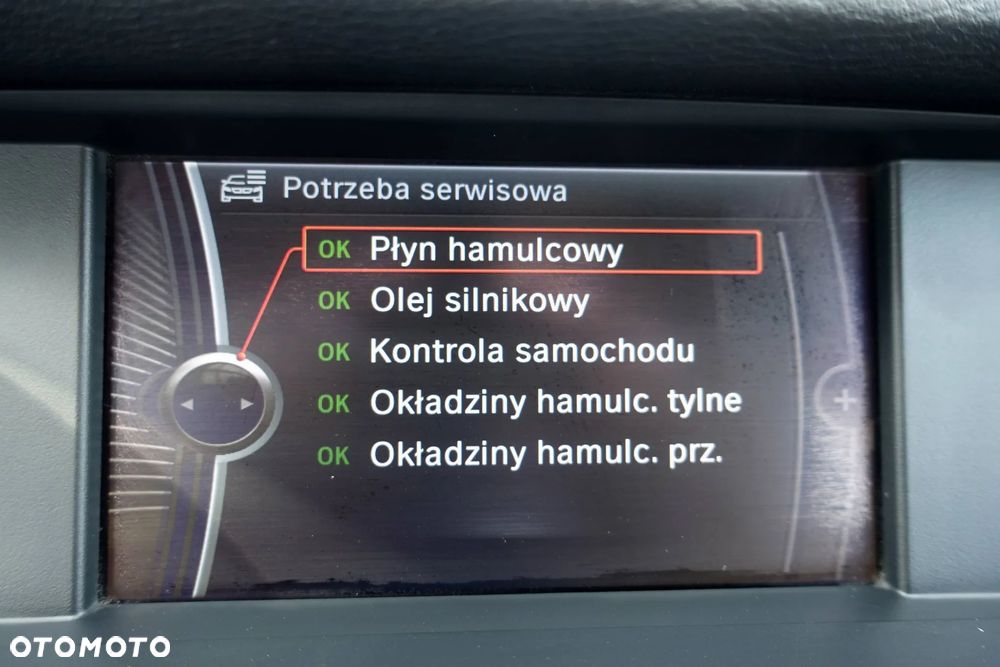 Potrzeba serwisowa
OK Płyn hamulcowy
OK Olej silnikowy
OK Kontrola samochodu
OK Okładziny hamulc. tylne
OK Okładziny hamulc. prz.
OTOMOTO